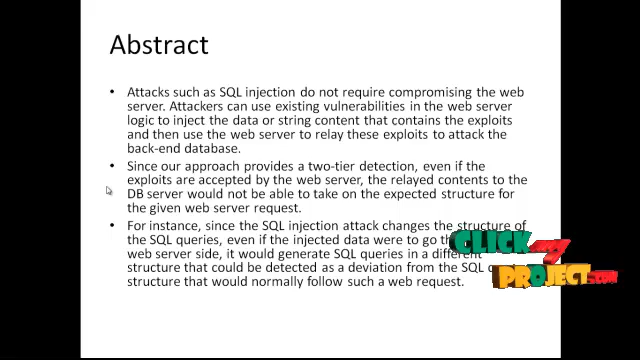 Abstract
• Attacks such as SQL injection do not require compromising the web
server. Attackers can use existing vulnerabilities in the web server
logic to inject the data or string content that contains the exploits
and then use the web server to relay these exploits to attack the
back-end database.
• Since our approach provides a two-tier detection, even if the
exploits are accepted by the web server, the relayed contents to the
DB server would not be able to take on the expected structure for
the given web server request.
• For instance, since the SQL injection attack changes the structure of
the SQL queries, even if the injected data were to go th
web server side, it would generate SQL queries in a different
structure that could be detected as a deviation from the SQL
structure that would normally follow such a web request.
CLICK my
PROJECT.com